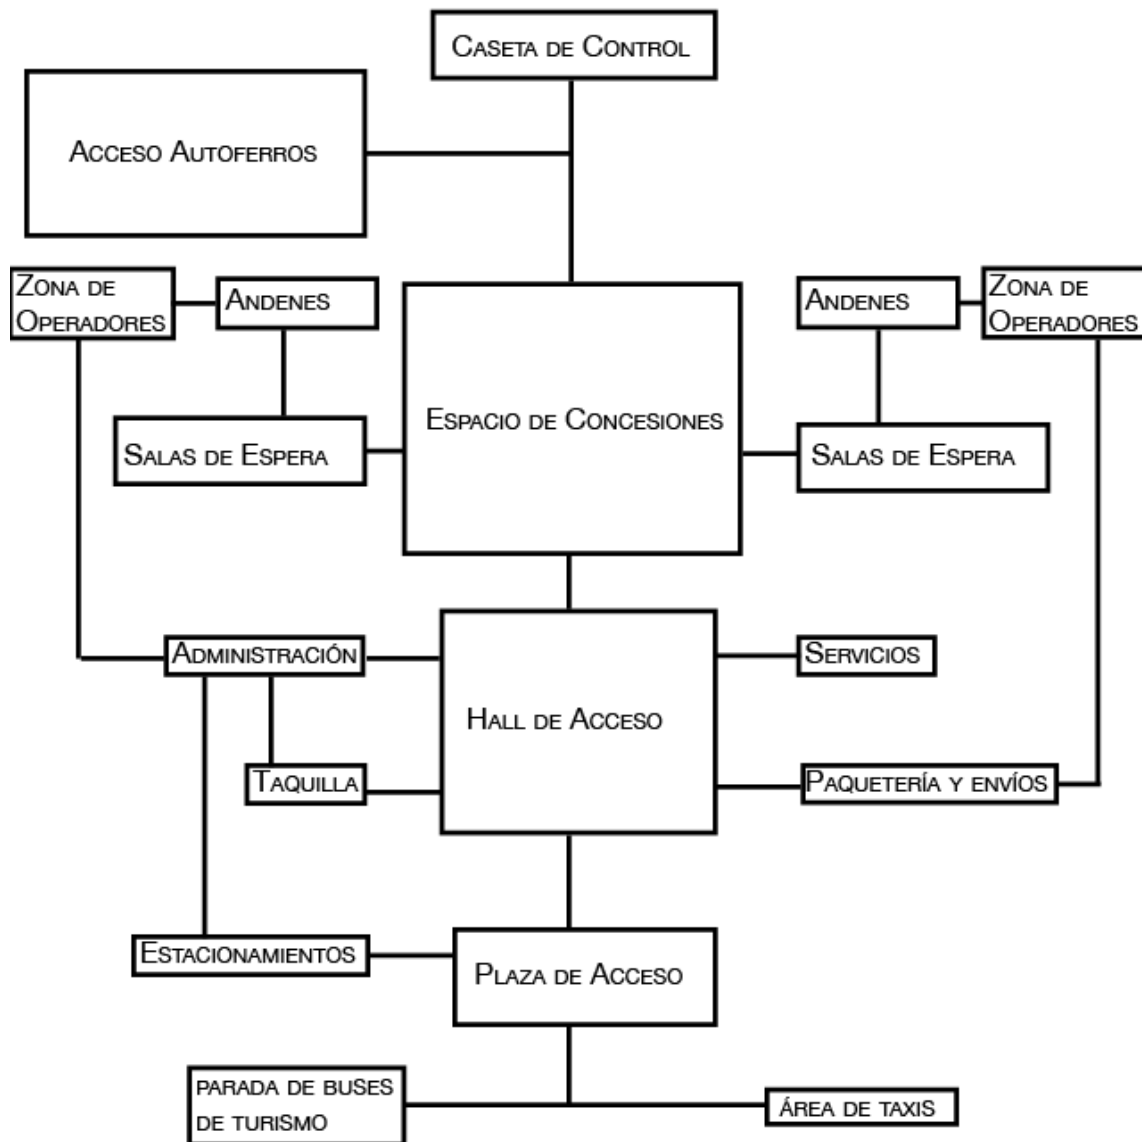 Caseta de Control
Acceso Autoferros
Zona de
Operadores
Andenes
Andenes
Zona de
Operadores
Espacio de Concesiones
Salas de Espera
Salas de Espera
Administración
Servicios
Hall de Acceso
Taquilla
Paquetería y envíos
Estacionamientos
Plaza de Acceso
parada de buses
de turismo
área de taxis